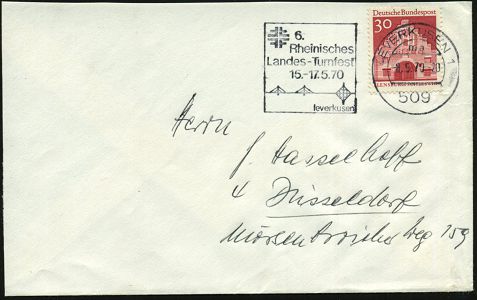 6.
Rheinisches
Landes-Turnfest
15.-17.5.70
leverkusen
30
Deutsche Bundespost
LEVERKUSEN 1
509
Herrn
J. Hasselhoff
4 Düsseldorf
Mörsenbroicher Weg 159